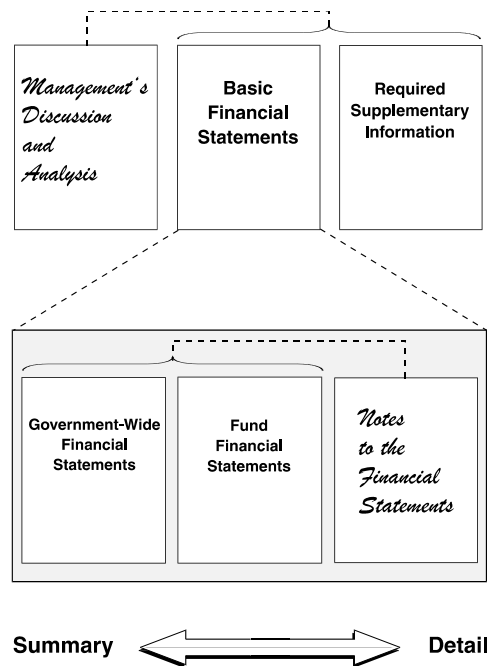 Management's
Discussion
and
Analysis
Basic
Financial
Statements
Required
Supplementary
Information
Government-Wide
Financial
Statements
Fund
Financial
Statements
Notes
to the
Financial
Statements
Summary
Detail